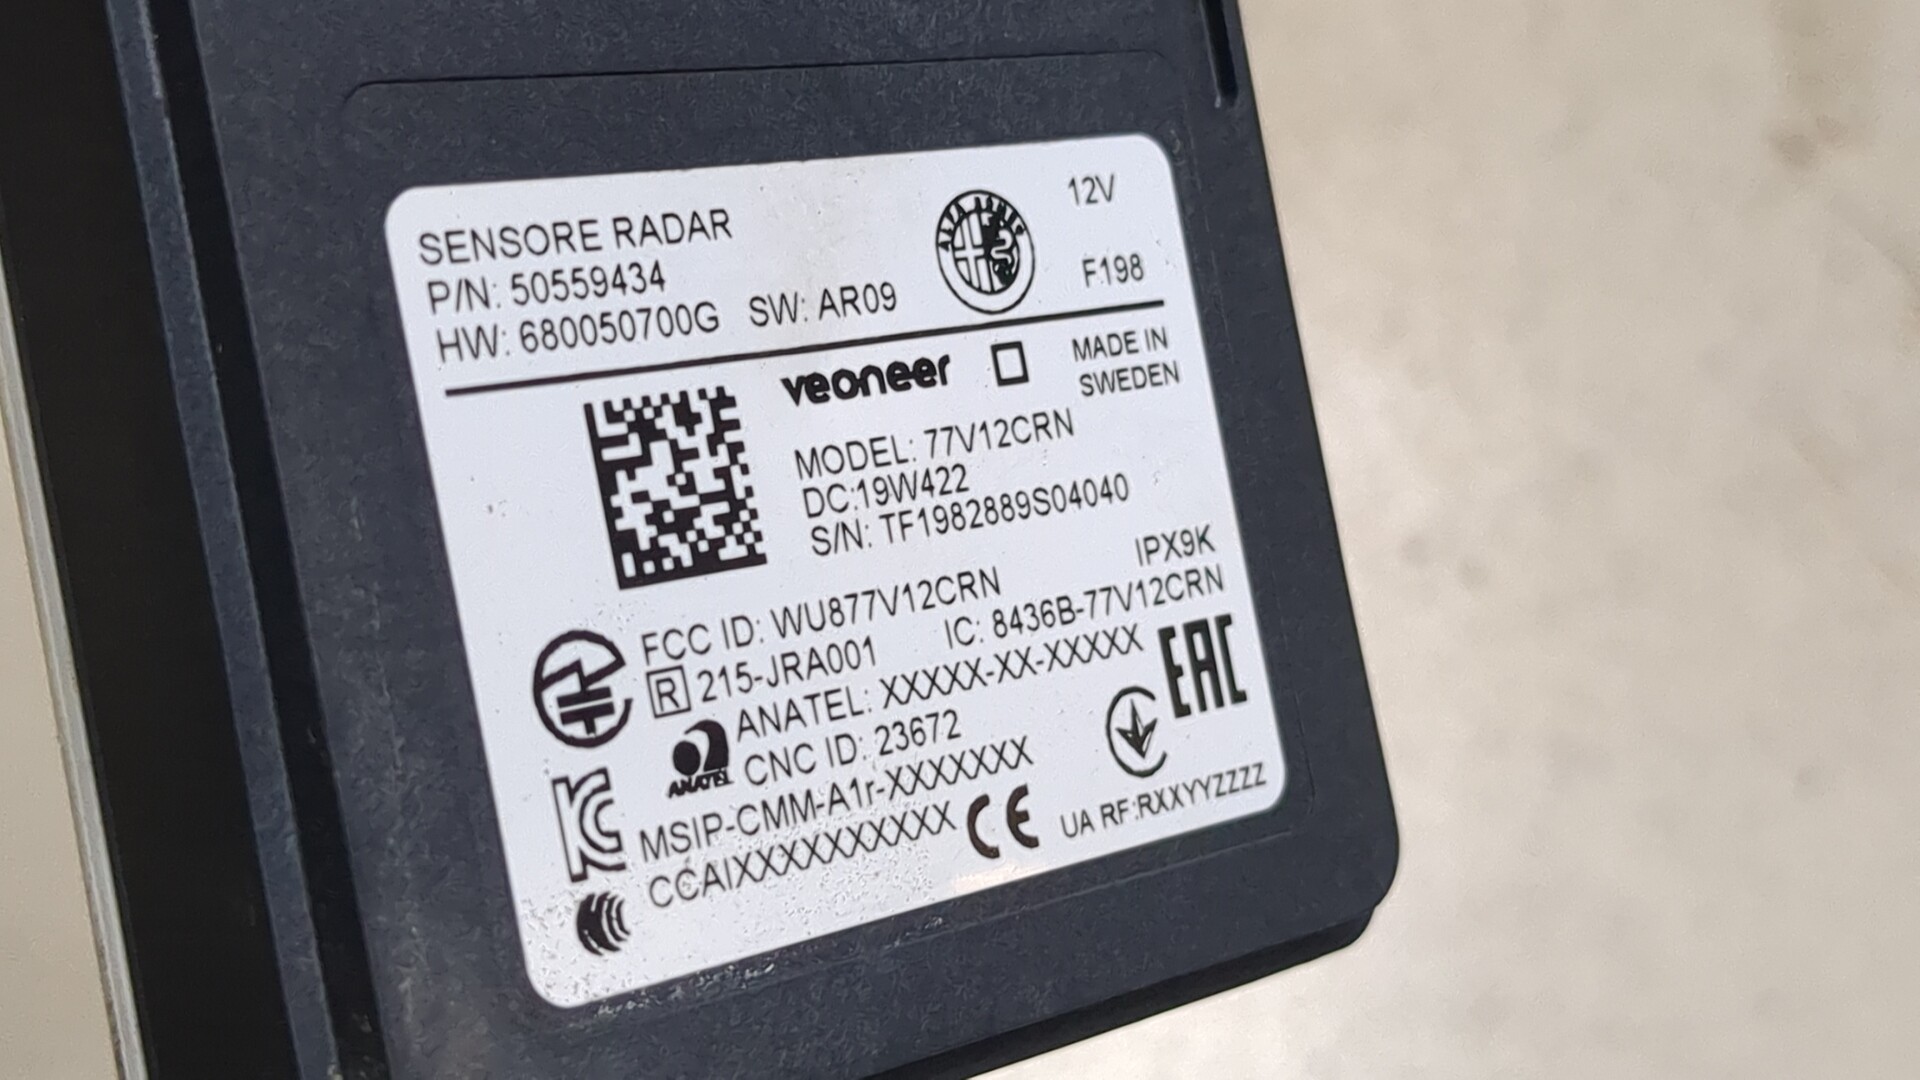 SENSORE RADAR
P/N: 50559434
HW: 680050700G SW: AR09
ALFA ROMEO
12V
F198
veoneer
MADE IN
SWEDEN
MODEL: 77V12CRN
DC:19W422
S/N: TF1982889S04040
IPX9K
FCC ID: WU877V12CRN
IC: 8436B-77V12CRN
R 215-JRA001
ANATEL: XXXXX-XX-XXXXX
ANATEL
CNC ID: 23672
EAC
MSIP-CMM-A1r-XXXXXXX
CCAIXXXXXXXXXXX
CE
UA RF:RXXYYZZZZ